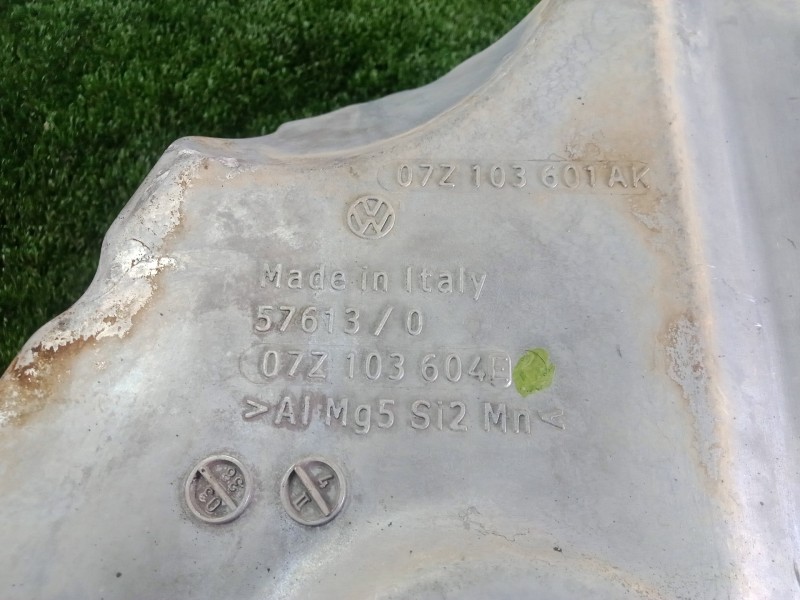 07Z 103 601 AK
Made in Italy
57613 / 0
07Z 103 604
>Al Mg5 Si2 Mn<